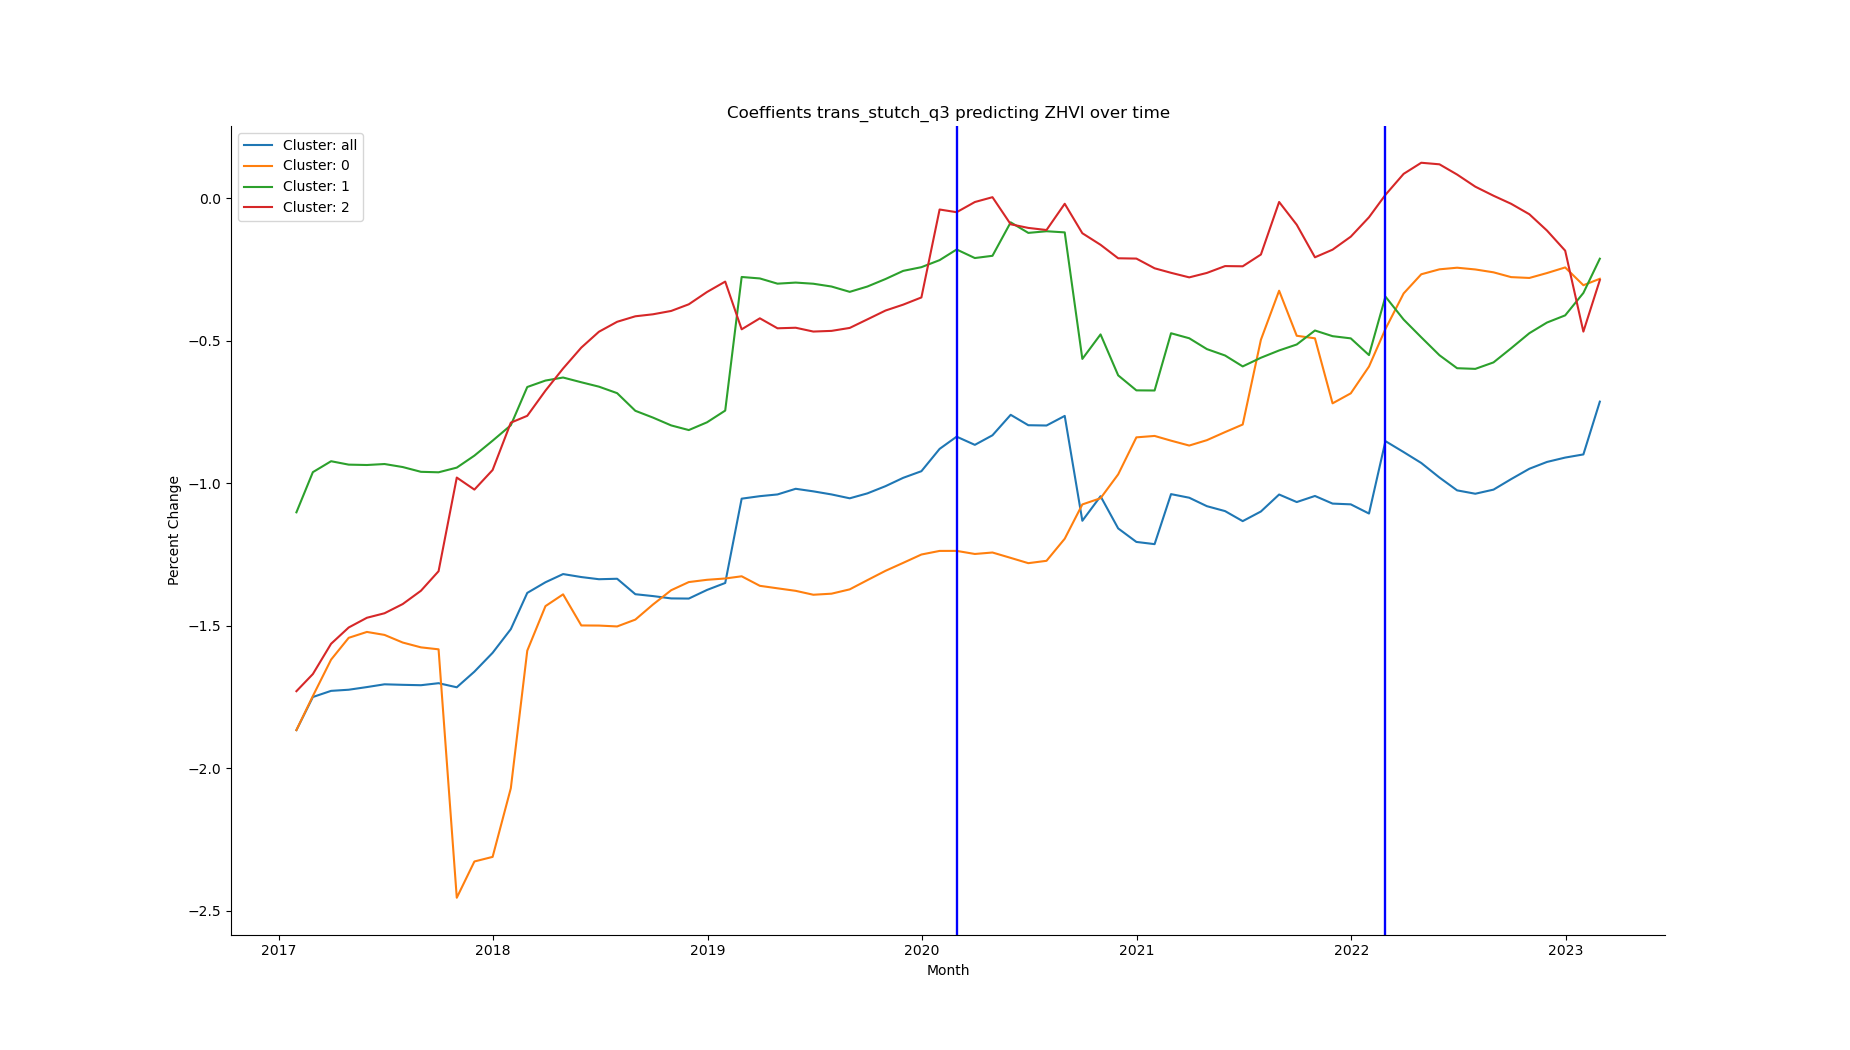 Coeffients trans_stutch_q3 predicting ZHVI over time
Cluster: all
Cluster: 0
Cluster: 1
Cluster: 2
0.0
−0.5
−1.0
−1.5
−2.0
−2.5
Percent Change
2017 2018 2019 2020 2021 2022 2023
Month